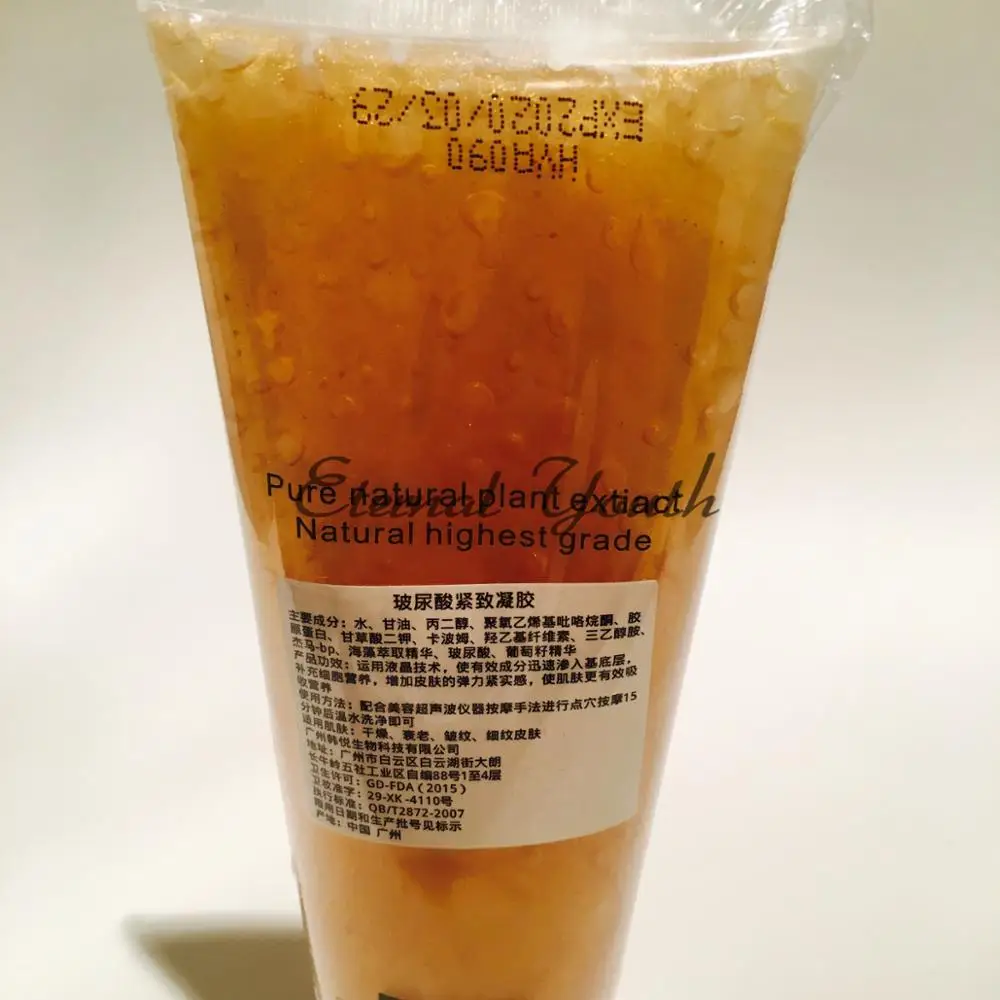 EXP2020/03/29
HYA090
Eternal Youth
Pure natural plant extiact
Natural highest grade
玻尿酸紧致凝胶
主要成分：水、甘油、丙二醇、聚氧乙烯基吡咯烷酮、胶
原蛋白、甘草酸二钾、卡波姆、羟乙基纤维素、三乙醇胺、
杰马-bp、海藻萃取精华、玻尿酸、葡萄籽精华
产品功效：运用液晶技术，使有效成分迅速渗入基底层，
补充细胞营养，增加皮肤的弹力紧实感，使肌肤更有效吸
收营养
使用方法：配合美容超声波仪器按摩手法进行点穴按摩15
分钟后温水洗净即可
适用肌肤：干燥、衰老、皱纹、细纹皮肤
广州韩悦生物科技有限公司
地址：广州市白云区白云湖街大朗
长牛岭五社工业区自编88号1至4层
卫生许可：GD-FDA（2015）
卫妆准字：29-XK-4110号
执行标准：QB/T2872-2007
限用日期和生产批号见标示
产地：中国 广州